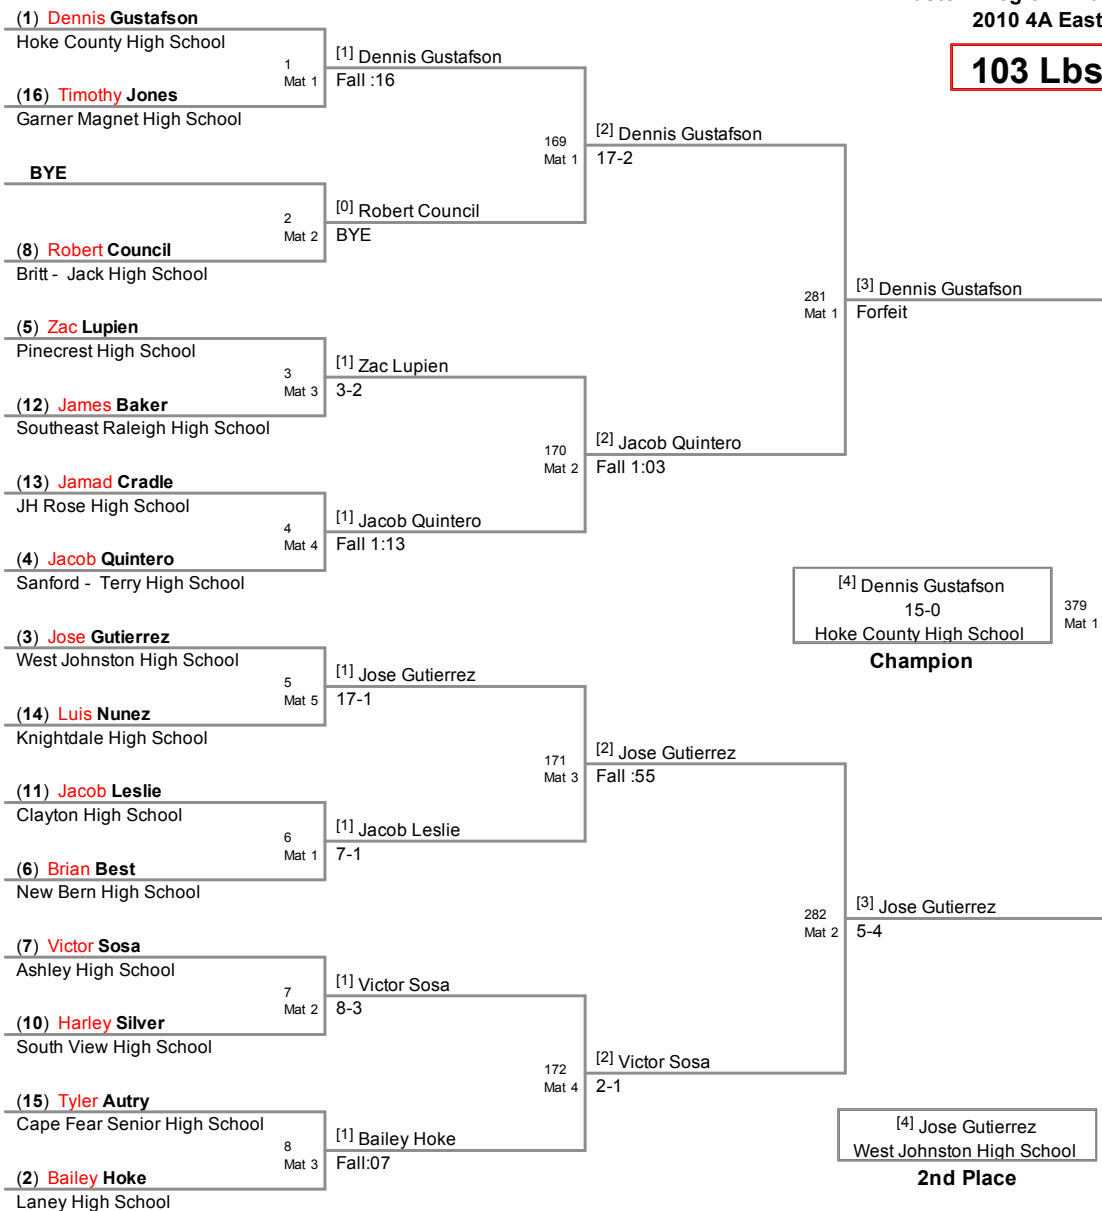 2010 4A East
103 Lbs
(1) Dennis Gustafson
Hoke County High School
1
Mat 1
[1] Dennis Gustafson
Fall :16
(16) Timothy Jones
Garner Magnet High School
169
Mat 1
[2] Dennis Gustafson
17-2
BYE
2
Mat 2
[0] Robert Council
BYE
(8) Robert Council
Britt - Jack High School
281
Mat 1
[3] Dennis Gustafson
Forfeit
(5) Zac Lupien
Pinecrest High School
3
Mat 3
[1] Zac Lupien
3-2
(12) James Baker
Southeast Raleigh High School
170
Mat 2
[2] Jacob Quintero
Fall 1:03
(13) Jamad Cradle
JH Rose High School
4
Mat 4
[1] Jacob Quintero
Fall 1:13
(4) Jacob Quintero
Sanford - Terry High School
[4] Dennis Gustafson
15-0
Hoke County High School
379
Mat 1
Champion
(3) Jose Gutierrez
West Johnston High School
5
Mat 5
[1] Jose Gutierrez
17-1
(14) Luis Nunez
Knightdale High School
171
Mat 3
[2] Jose Gutierrez
Fall :55
(11) Jacob Leslie
Clayton High School
6
Mat 1
[1] Jacob Leslie
7-1
(6) Brian Best
New Bern High School
282
Mat 2
[3] Jose Gutierrez
5-4
(7) Victor Sosa
Ashley High School
7
Mat 2
[1] Victor Sosa
8-3
(10) Harley Silver
South View High School
172
Mat 4
[2] Victor Sosa
2-1
(15) Tyler Autry
Cape Fear Senior High School
8
Mat 3
[1] Bailey Hoke
Fall:07
(2) Bailey Hoke
Laney High School
[4] Jose Gutierrez
West Johnston High School
2nd Place